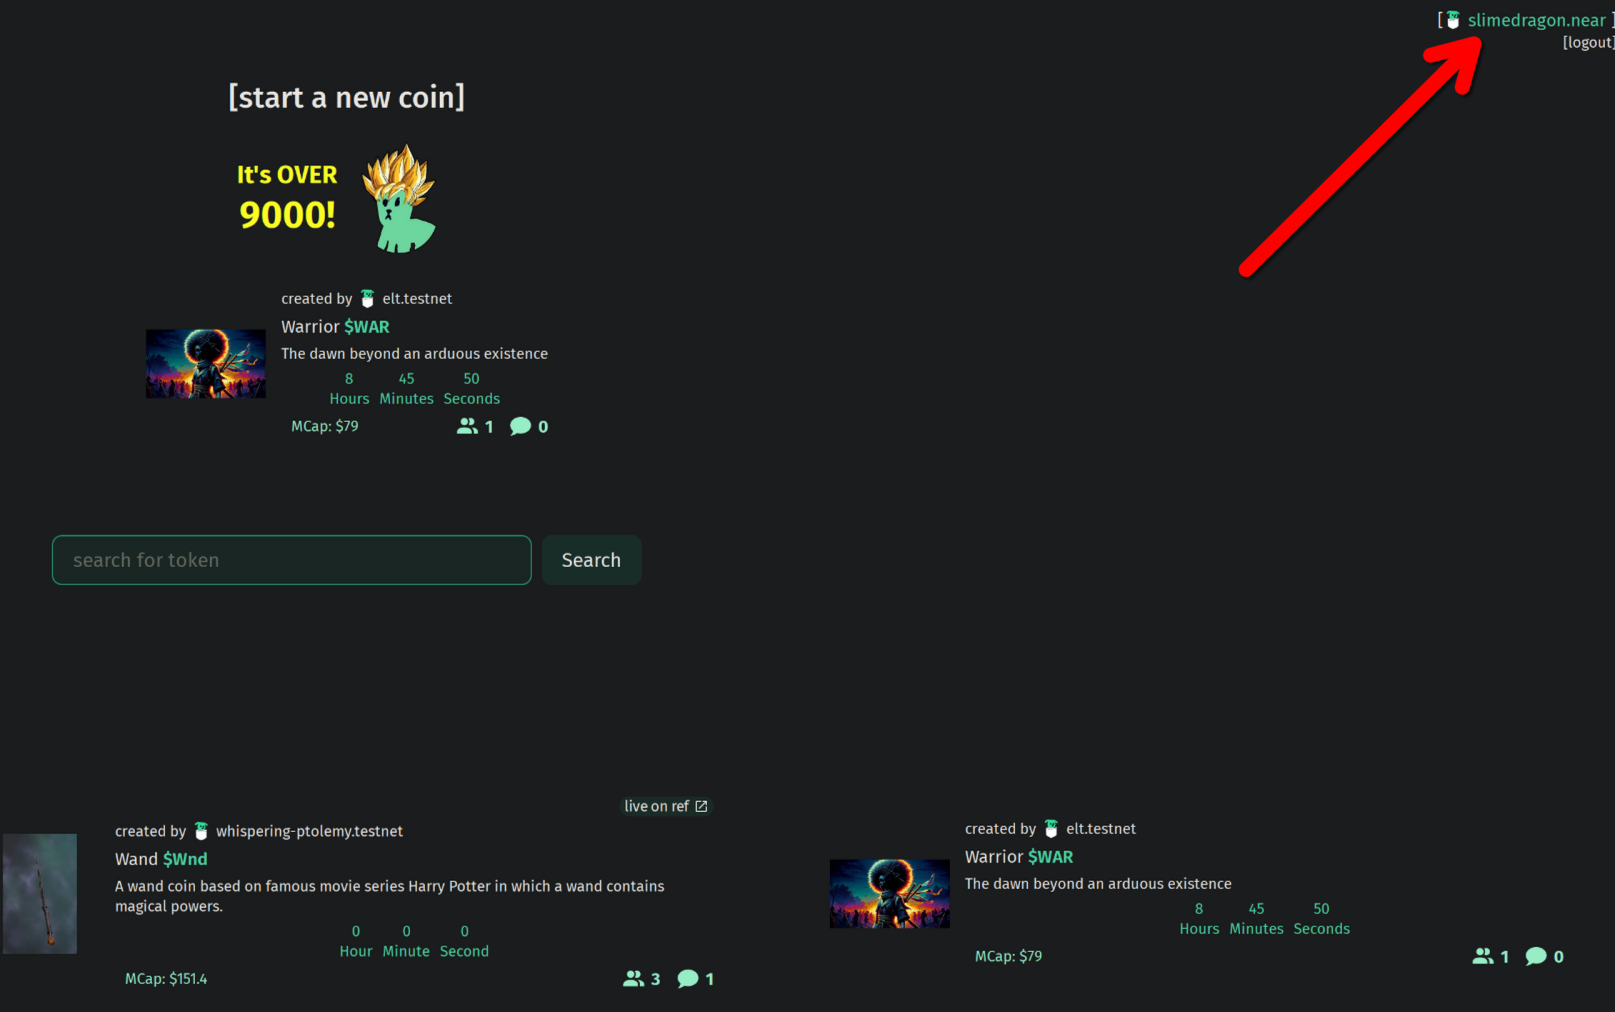 [ slimedragon.near ]
[logout]
[start a new coin]
It's OVER
9000!
created by elt.testnet
Warrior $WAR
The dawn beyond an arduous existence
8 45 50
Hours Minutes Seconds
MCap: $79 1 0
search for token Search
live on ref
created by whispering-ptolemy.testnet
Wand $Wnd
A wand coin based on famous movie series Harry Potter in which a wand contains
magical powers.
0 0 0
Hour Minute Second
MCap: $151.4 3 1
created by elt.testnet
Warrior $WAR
The dawn beyond an arduous existence
8 45 50
Hours Minutes Seconds
MCap: $79 1 0